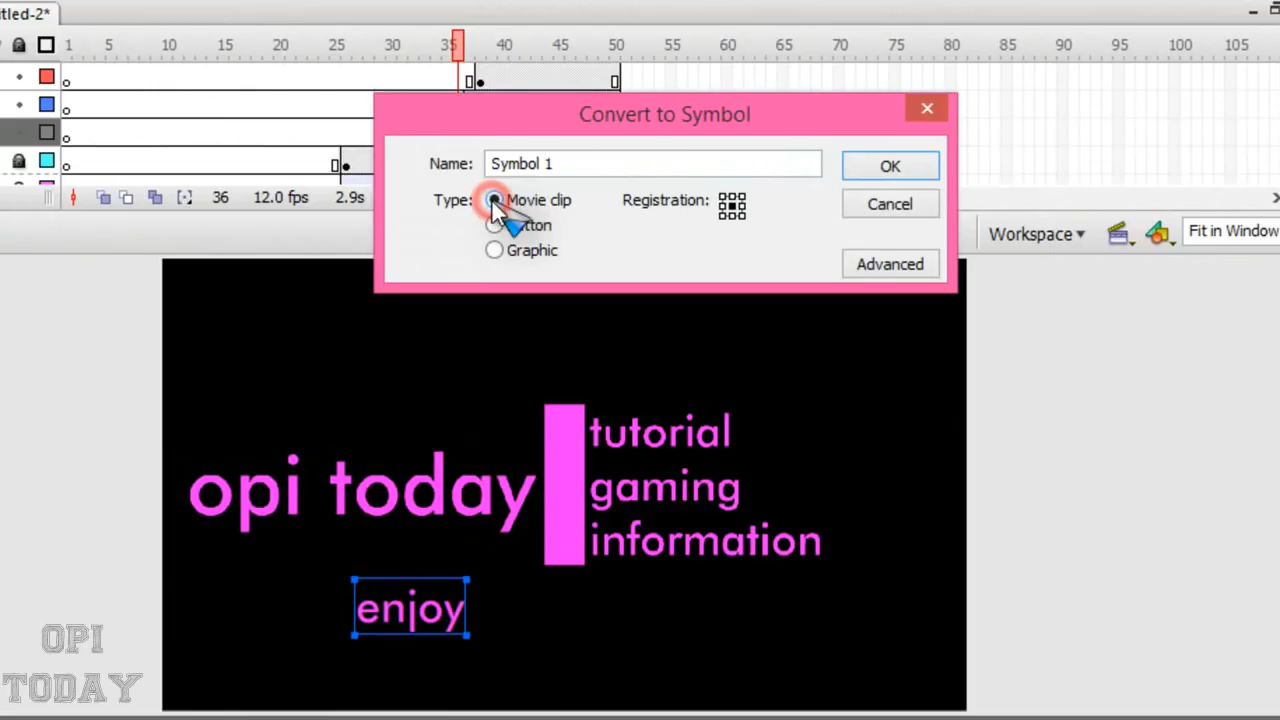 itled-2*
1 5 10 15 20 25 30 35 40 45 50 55 60 65 70 75 80 85 90 95 100 105
Convert to Symbol
Name: Symbol 1 OK
Type: Movie clip Registration: Cancel
Graphic Advanced
36 12.0 fps 2.9s
Workspace Fit in Window
tutorial
opi today gaming
information
enjoy
OPI
TODAY